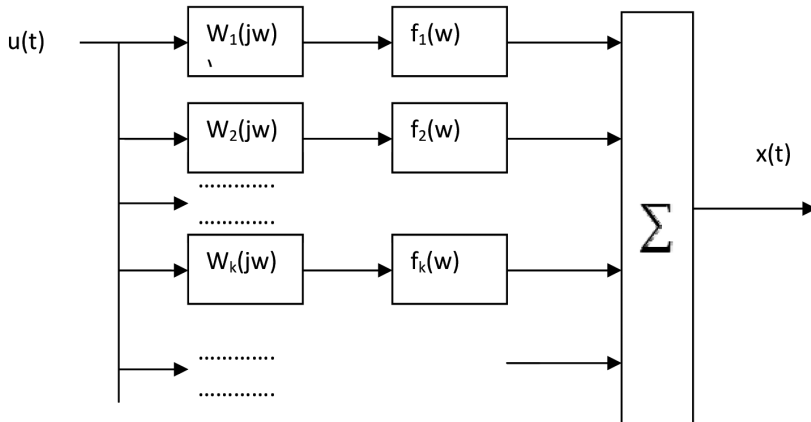 u(t)
W₁(jw)
f₁(w)
W₂(jw)
f₂(w)
x(t)
.............
.............
∑
Wₖ(jw)
fₖ(w)
.............
.............